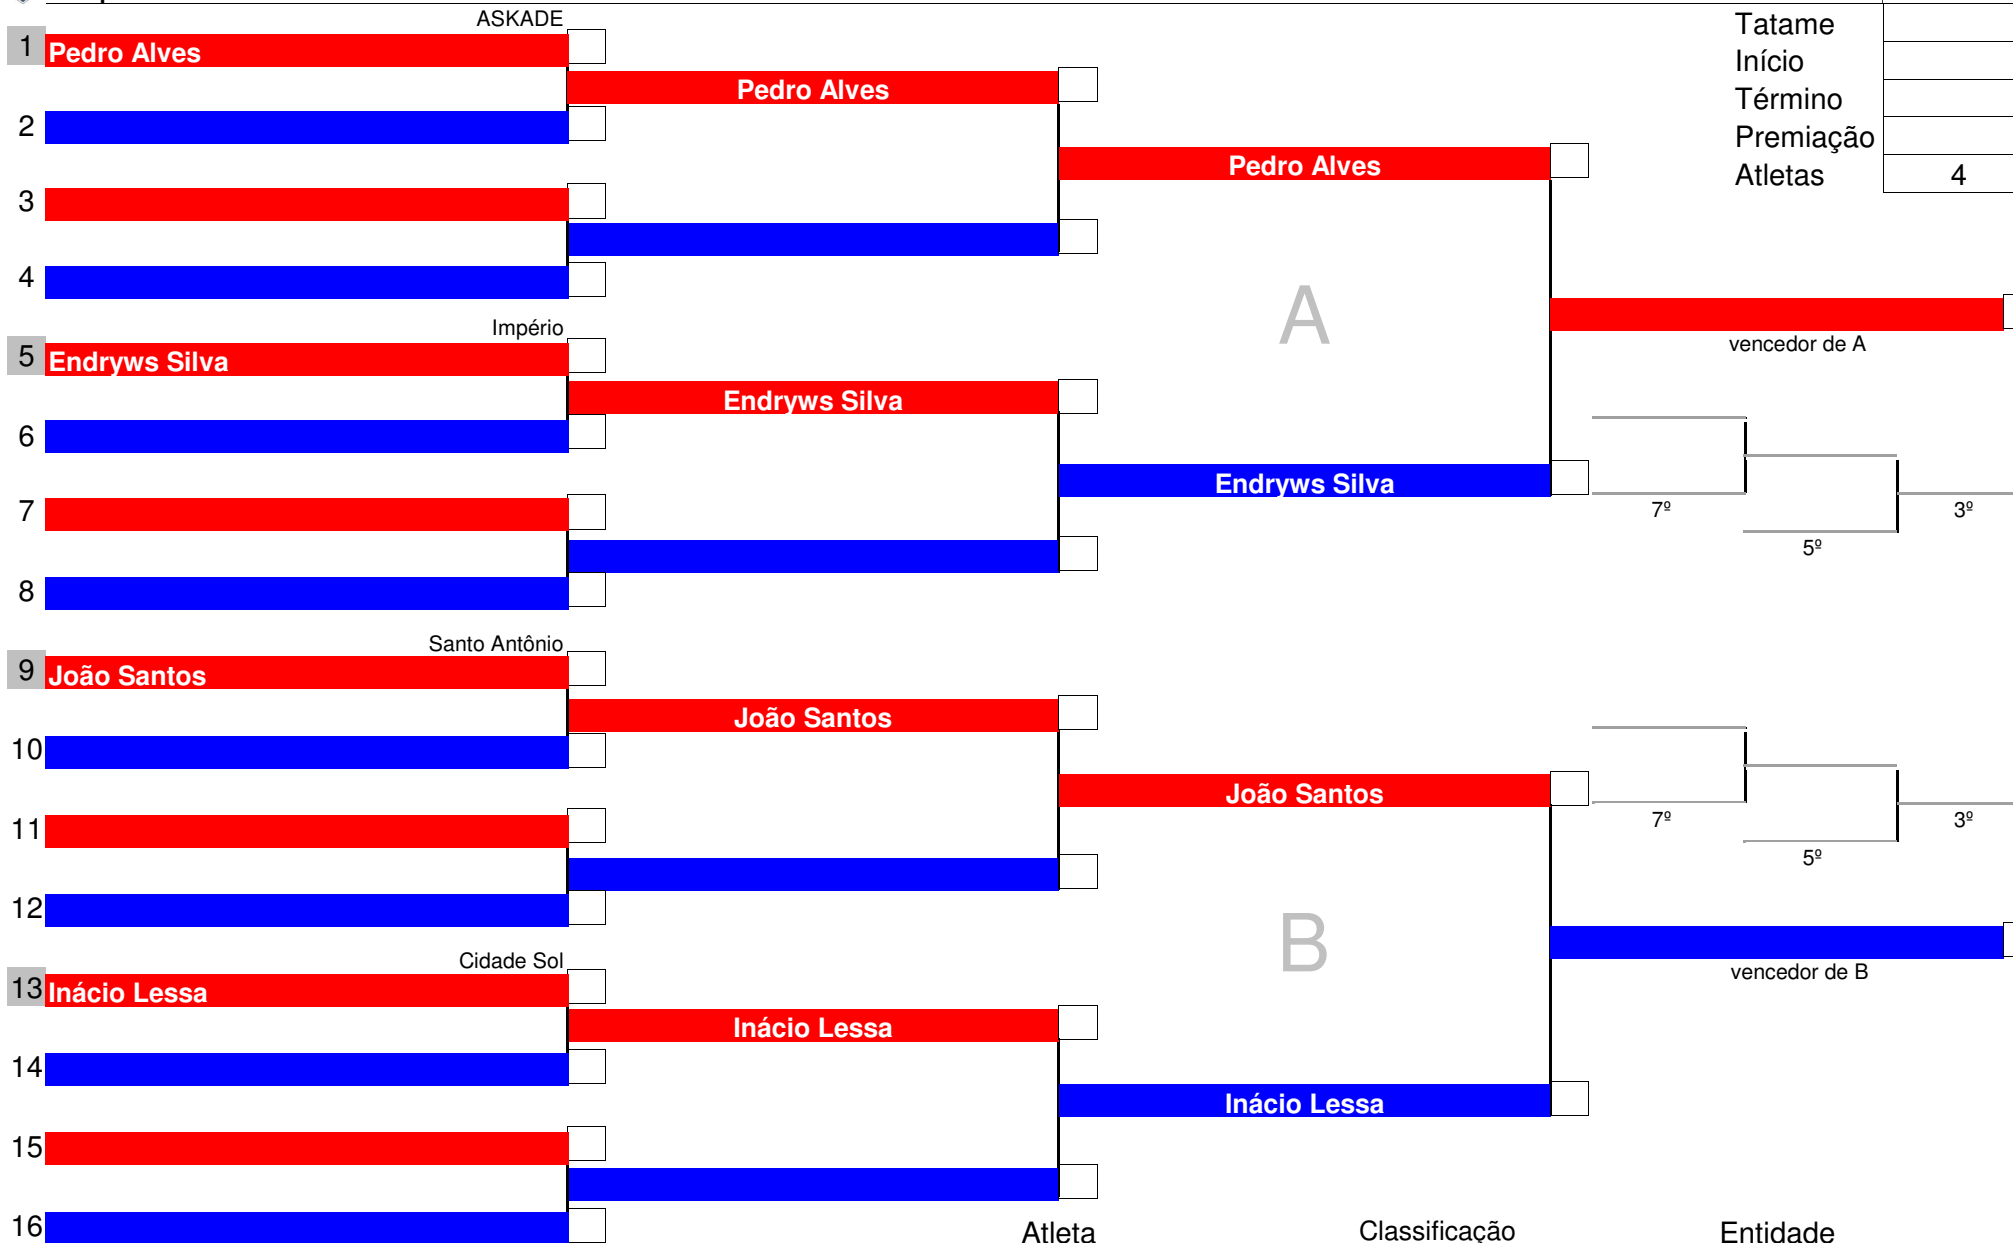 ASKADE
1 Pedro Alves
Pedro Alves
2
Pedro Alves
3
4
Tatame
Início
Término
Premiação
Atletas 4
A
Império
5 Endryws Silva
Endryws Silva
6
Endryws Silva
7
8
vencedor de A
7º
5º
3º
Santo Antônio
9 João Santos
João Santos
10
João Santos
11
12
7º
5º
3º
B
Cidade Sol
13 Inácio Lessa
Inácio Lessa
14
Inácio Lessa
15
16
vencedor de B
Atleta Classificação Entidade